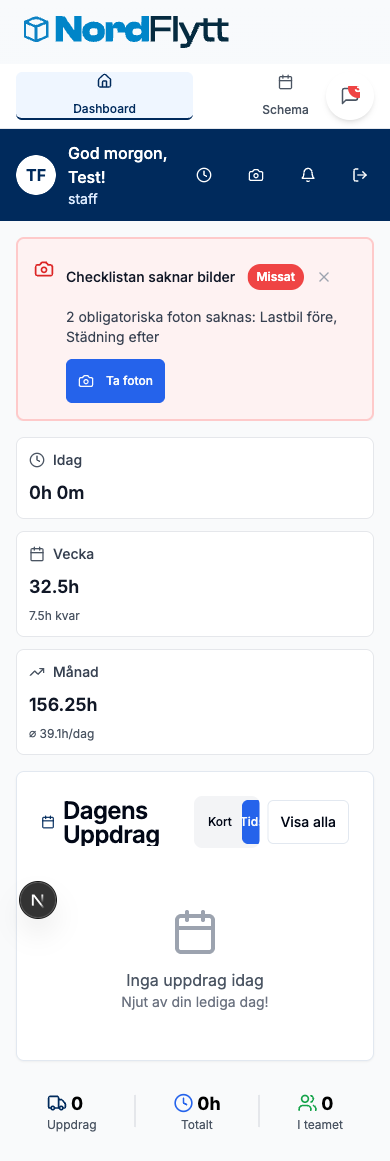 NordFlytt
Dashboard
Schema
TF
God morgon,
Test!
staff
Checklistan saknar bilder
Missat
2 obligatoriska foton saknas: Lastbil före,
Städning efter
Ta foton
Idag
0h 0m
Vecka
32.5h
7.5h kvar
Månad
156.25h
⌀ 39.1h/dag
Dagens
Uppdrag
Kort
Tid
Visa alla
N
Inga uppdrag idag
Njut av din lediga dag!
0
Uppdrag
0h
Totalt
0
I teamet